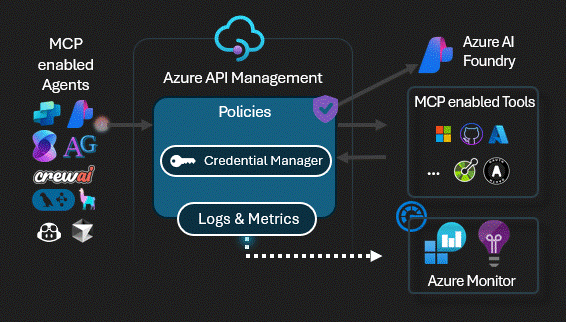 MCP
enabled
Agents
AG
crewai
Azure API Management
Policies
Credential Manager
Logs & Metrics
Azure AI
Foundry
MCP enabled Tools
...
A
Azure Monitor